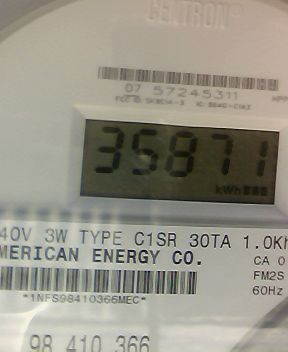 CENTRON®
07 57245311
35871
kWh
40V 3W TYPE C1SR 30TA 1.0Kh
MERICAN ENERGY CO.
CA 0
FM2S
60Hz
*1NFS98410366MEC*
98 410 366